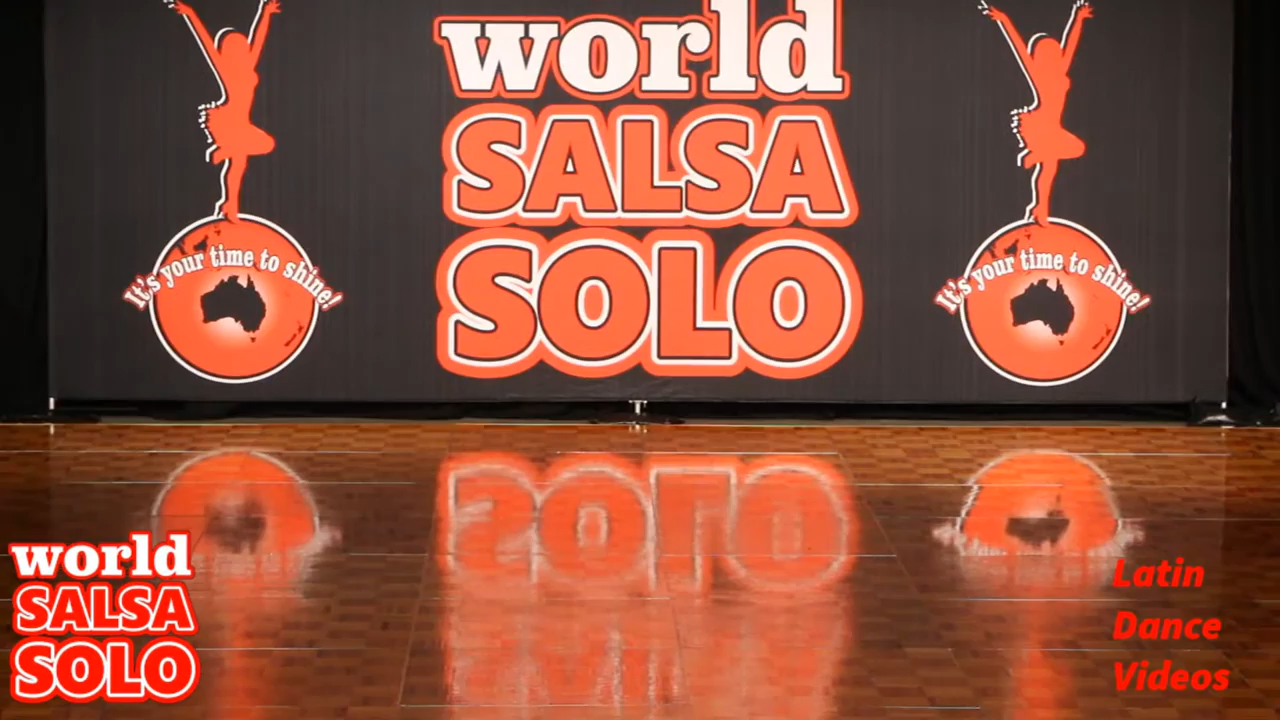 world
SALSA
SOLO
It's your time to shine!
It's your time to shine!
world
SALSA
SOLO
Latin
Dance
Videos